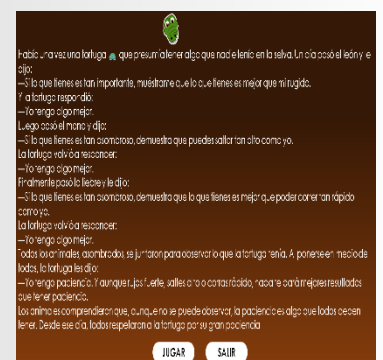 Había una vez una tortuga que presumía tener algo que nadie tenía en la selva. Un día pasó el león y le
dijo:
—Si lo que tienes es tan importante, muéstrame que lo que tienes es mejor que mi rugido.
Y la tortuga respondió:
—Yo tengo algo mejor.
Luego pasó el mono y dijo:
—Si lo que tienes es tan asombroso, demuestra que puedes saltar tan alto como yo.
La tortuga volvió a responder:
—Yo tengo algo mejor.
Finalmente pasó la liebre y le dijo:
—Si lo que tienes es tan asombroso, demuestra que lo que tienes es mejor que poder correr tan rápido
como yo.
La tortuga volvió a responder:
—Yo tengo algo mejor.
Todos los animales, asombrados, se juntaron para observar lo que la tortuga tenía. Al ponerse en medio de
todos, la tortuga les dijo:
—Yo tengo paciencia. Y aunque rujas fuerte, saltes alto o corras rápido, nada te dará mejores resultados
que tener paciencia.
Los animales comprendieron que, aunque no se puede observar, la paciencia es algo que todos deben
tener. Desde ese día, todos respetaron a la tortuga por su gran paciencia
JUGAR SALIR